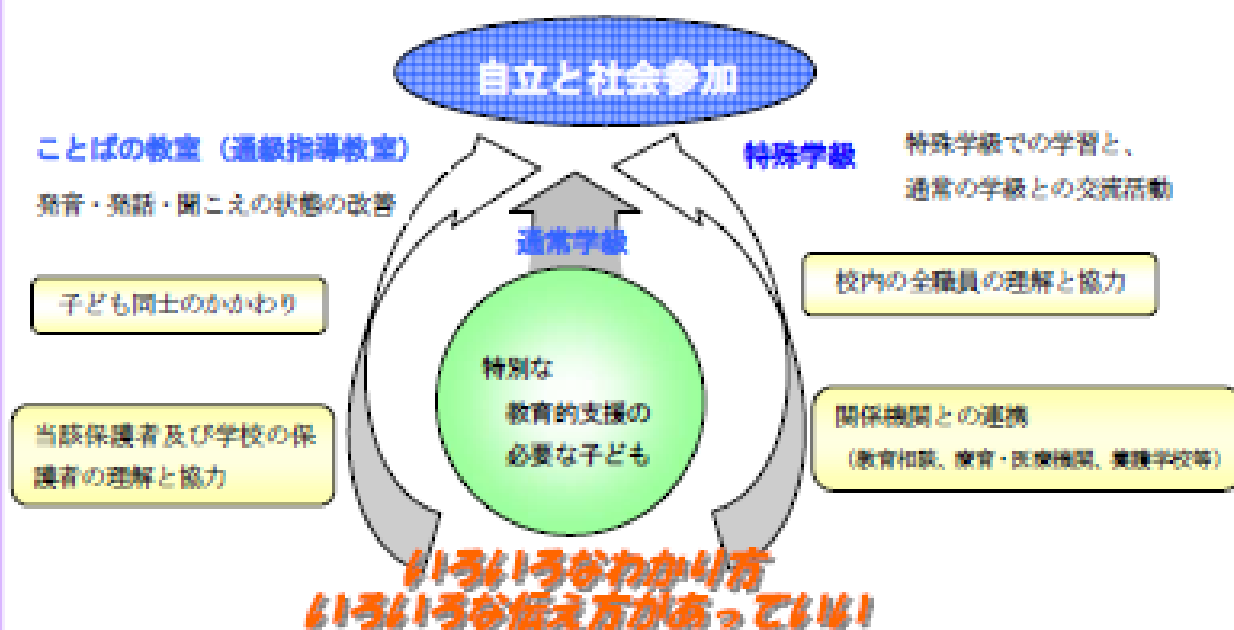 自立と社会参加
ことばの教室（通級指導教室）
発音・発話・聞こえの状態の改善
特殊学級
特殊学級での学習と、
通常の学級との交流活動
通常学級
子ども同士のかかわり
校内の全職員の理解と協力
特別な
教育的支援の
必要な子ども
当該保護者及び学校の保
護者の理解と協力
関係機関との連携
（教育相談、療育・医療機関、養護学校等）
いろいろなわかり方
いろいろな伝え方があっていい